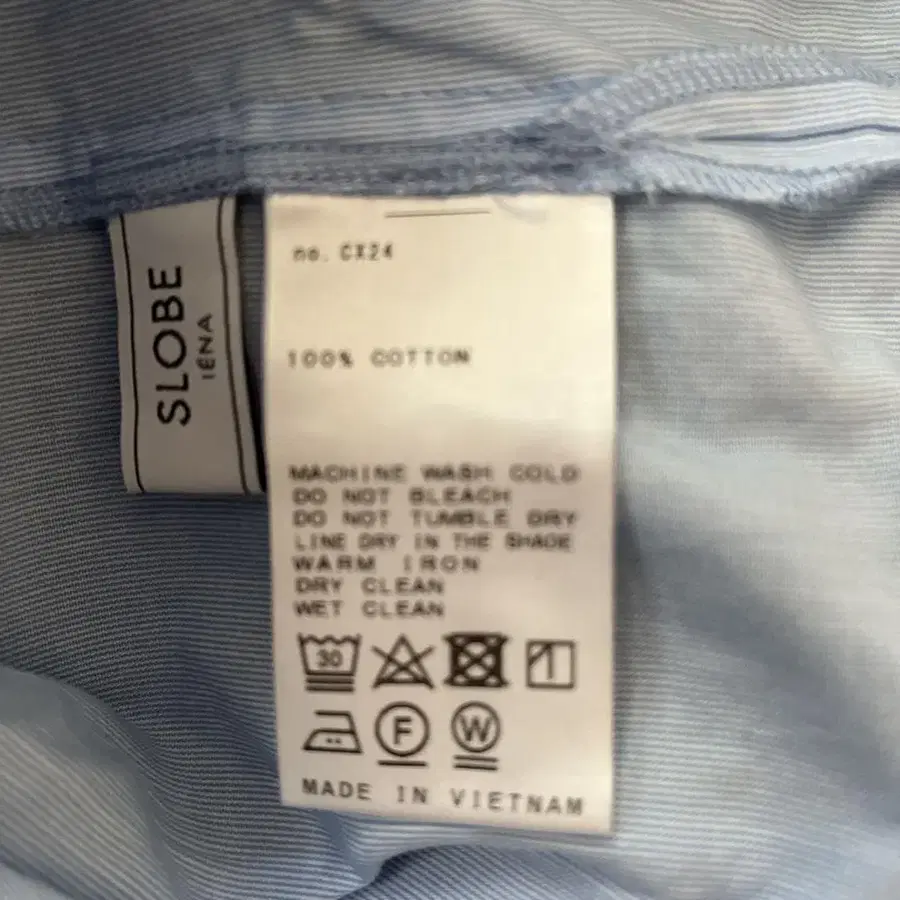 SLOBE
IENA
no. CX24
100% COTTON
MACHINE WASH COLD
DO NOT BLEACH
DO NOT TUMBLE DRY
LINE DRY IN THE SHADE
WARM IRON
DRY CLEAN
WET CLEAN
30
F
W
MADE IN VIETNAM